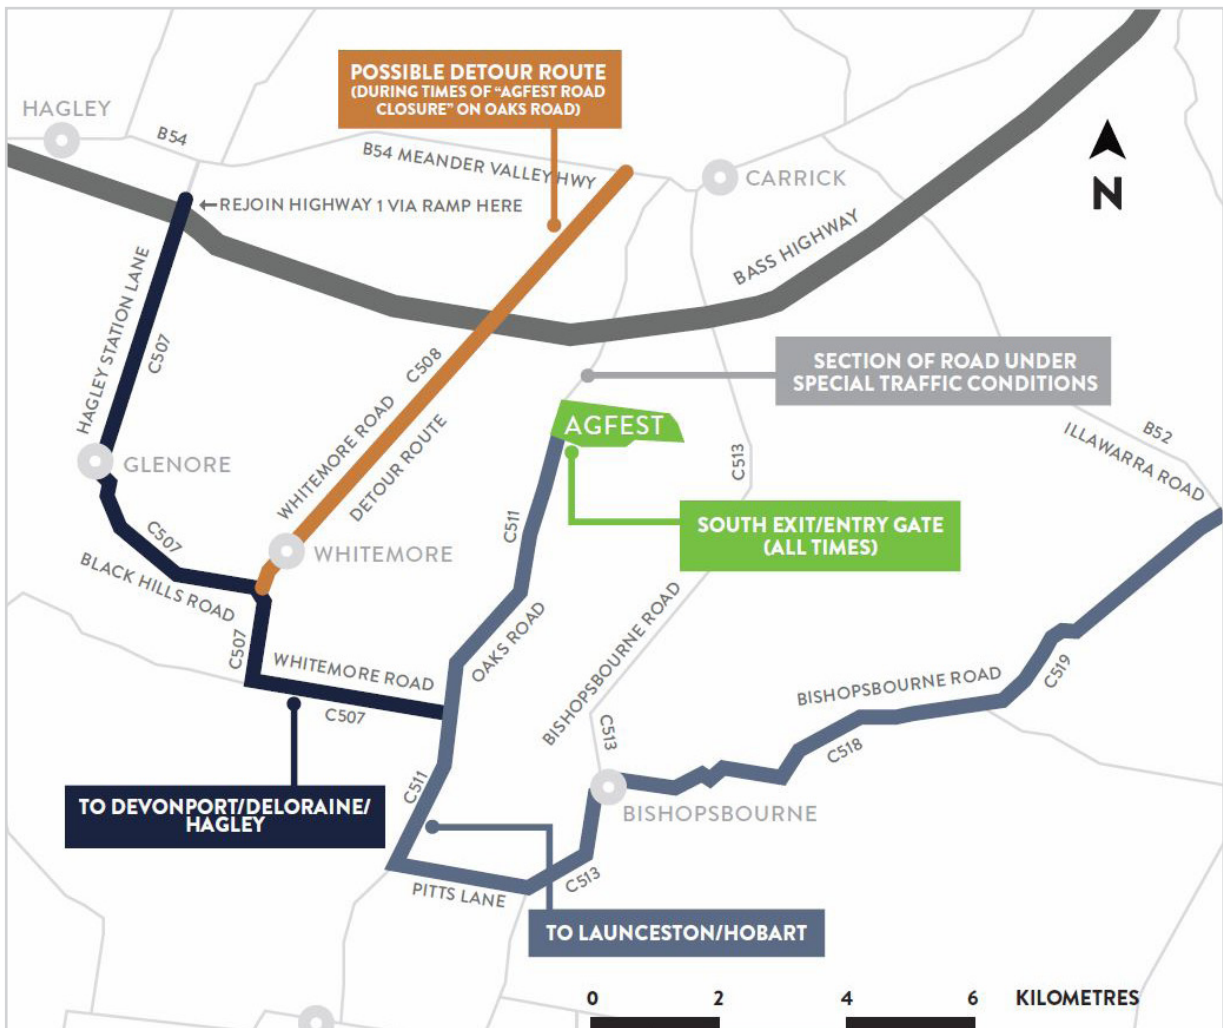 POSSIBLE DETOUR ROUTE
(DURING TIMES OF “AGFEST ROAD
CLOSURE” ON OAKS ROAD)
HAGLEY
B54
B54 MEANDER VALLEY HWY
CARRICK
N
←REJOIN HIGHWAY 1 VIA RAMP HERE
BASS HIGHWAY
HAGLEY STATION LANE
C507
C508
WHITEMORE ROAD
DETOUR ROUTE
SECTION OF ROAD UNDER
SPECIAL TRAFFIC CONDITIONS
AGFEST
B52
ILLAWARRA ROAD
GLENORE
C513
C511
SOUTH EXIT/ENTRY GATE
(ALL TIMES)
C507
WHITEMORE
BLACK HILLS ROAD
C507
OAKS ROAD
BISHOPSBOURNE ROAD
WHITEMORE ROAD
C507
C519
BISHOPSBOURNE ROAD
C513
C518
C511
TO DEVONPORT/DELORAINE/
HAGLEY
BISHOPSBOURNE
PITTS LANE
C513
TO LAUNCESTON/HOBART
0 2 4 6 KILOMETRES